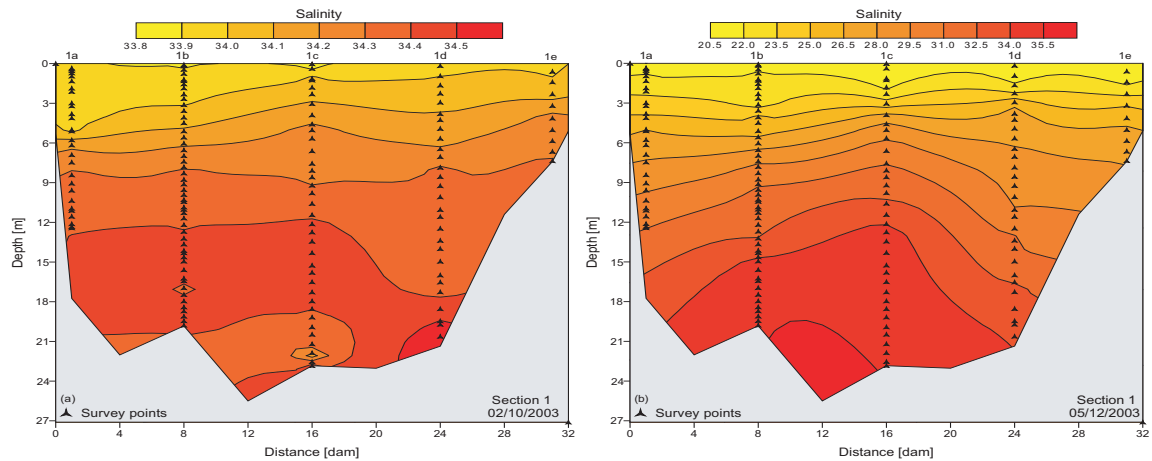 Salinity
33.8 33.9 34.0 34.1 34.2 34.3 34.4 34.5
1a 1b 1c 1d 1e
0
3
6
9
12
15
18
21
24
27
Depth [m]
(a)
Survey points
Section 1
02/10/2003
0 4 8 12 16 20 24 28 32
Distance [dam]
Salinity
20.5 22.0 23.5 25.0 26.5 28.0 29.5 31.0 32.5 34.0 35.5
1a 1b 1c 1d 1e
0
3
6
9
12
15
18
21
24
27
Depth [m]
(b)
Survey points
Section 1
05/12/2003
0 4 8 12 16 20 24 28 32
Distance [dam]